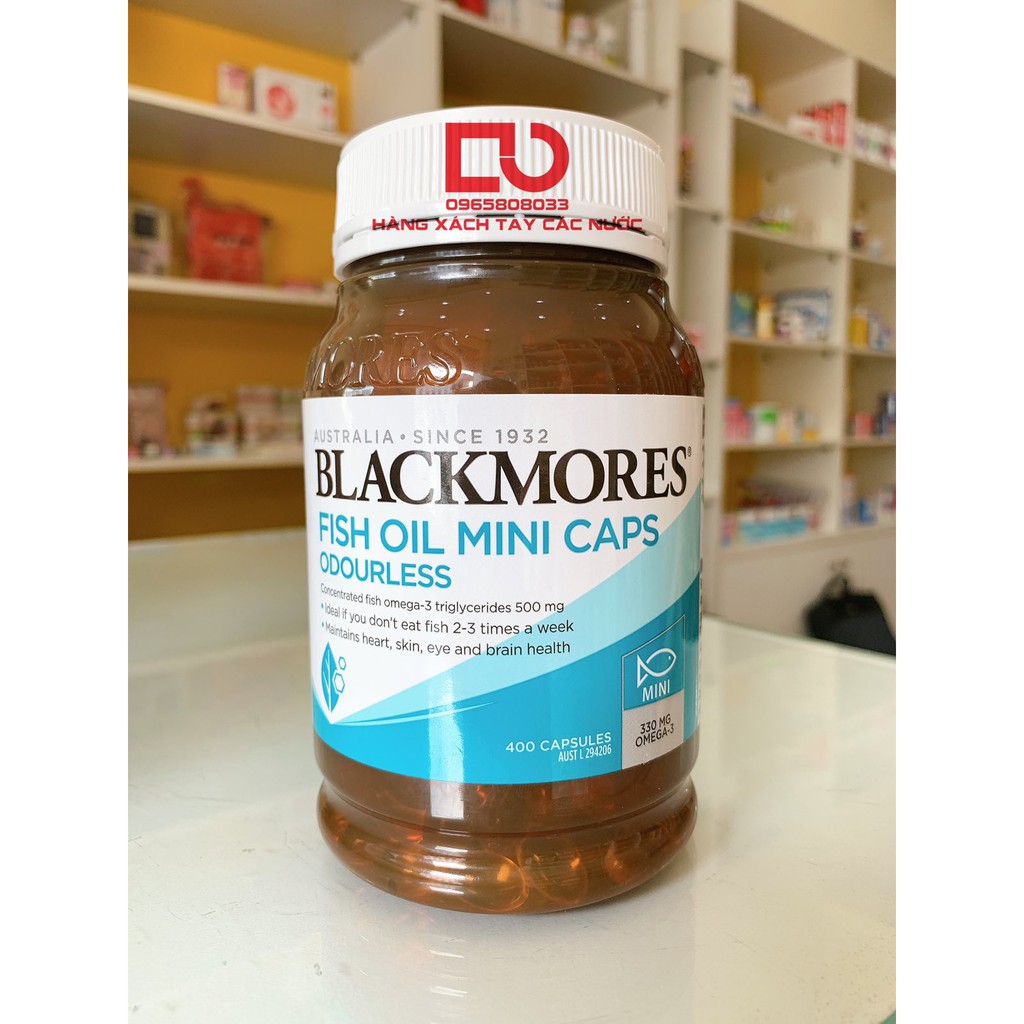 0965808033
HÀNG XÁCH TAY CÁC NƯỚC
MORES
AUSTRALIA • SINCE 1932
BLACKMORES®
FISH OIL MINI CAPS
ODOURLESS
Concentrated fish omega-3 triglycerides 500 mg
• Ideal if you don't eat fish 2-3 times a week
• Maintains heart, skin, eye and brain health
MINI
330 MG
OMEGA-3
400 CAPSULES
AUST L 294206